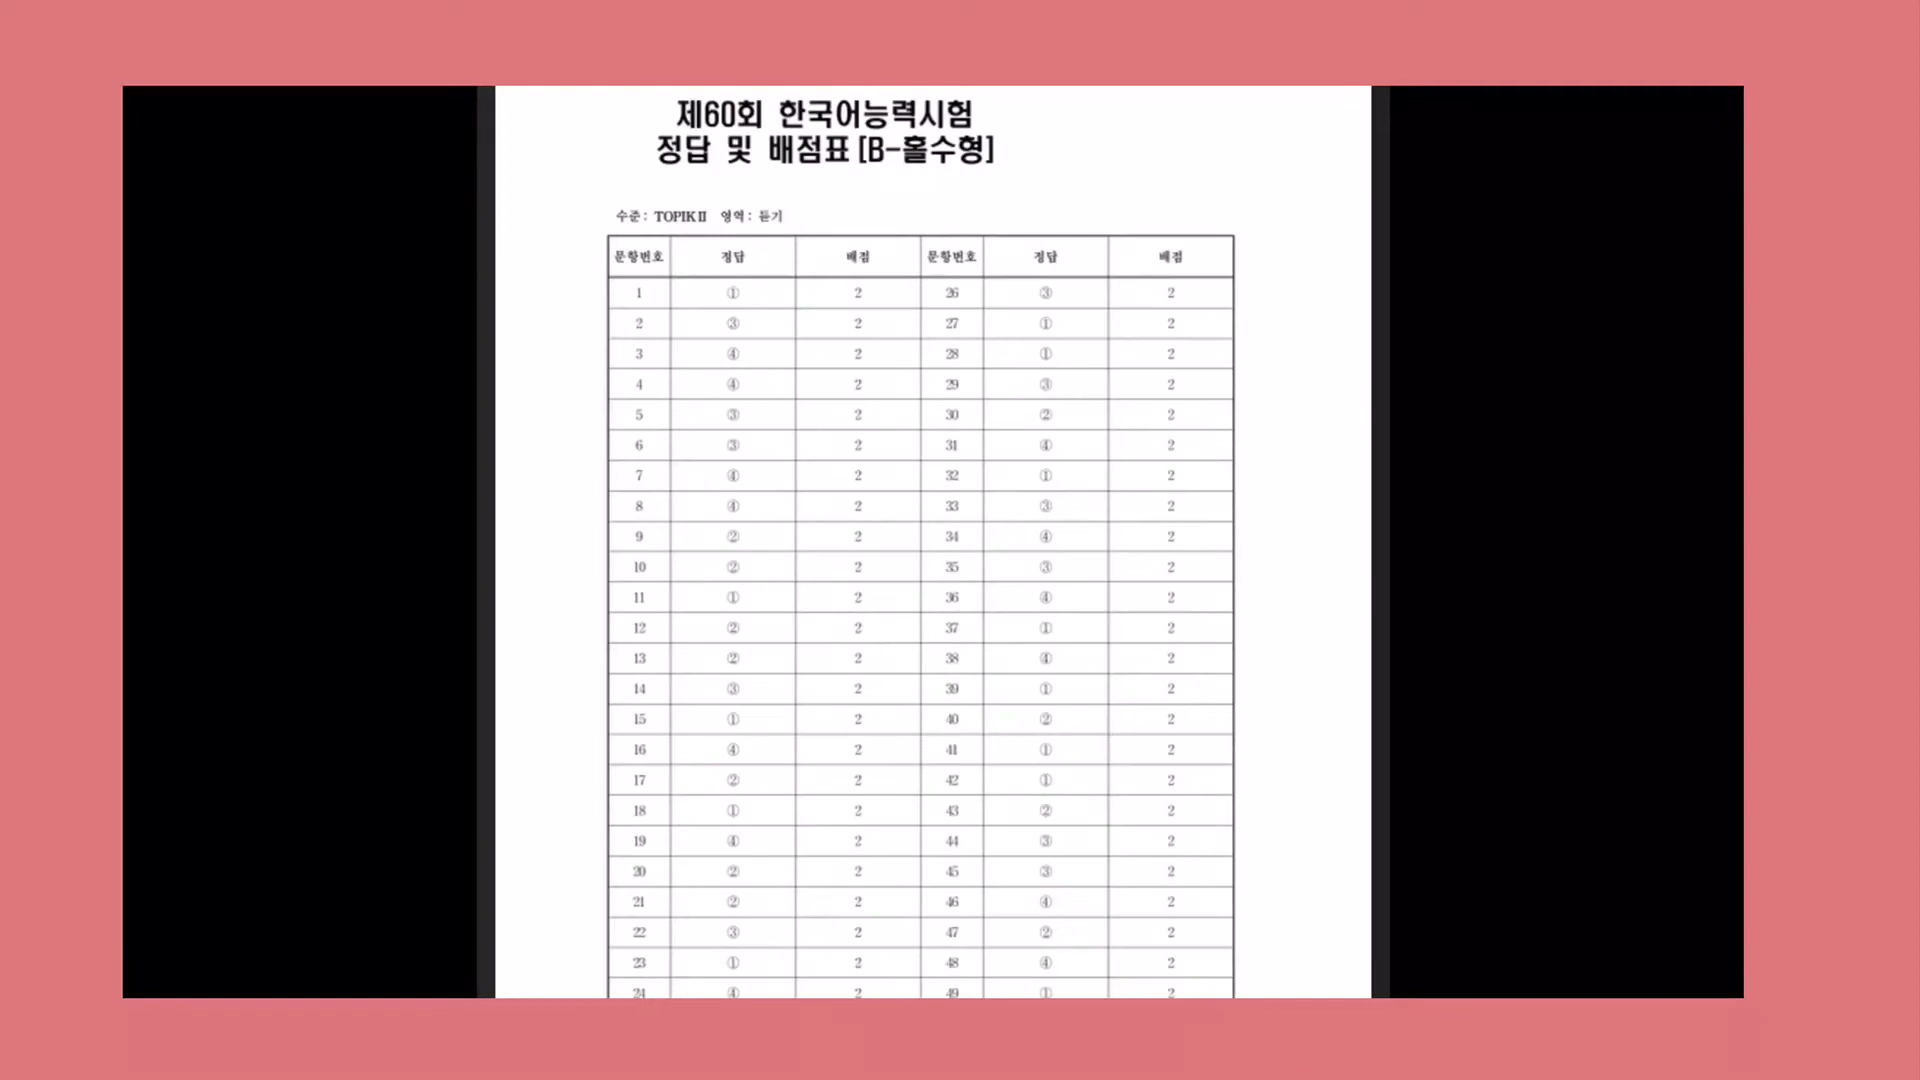 제60회 한국어능력시험
정답 및 배점표[B-홀수형]
수준: TOPIKⅡ 영역: 듣기
문항번호 정답 배점 문항번호 정답 배점
1 ① 2 26 ③ 2
2 ③ 2 27 ① 2
3 ④ 2 28 ① 2
4 ④ 2 29 ③ 2
5 ③ 2 30 ② 2
6 ③ 2 31 ④ 2
7 ④ 2 32 ① 2
8 ④ 2 33 ③ 2
9 ② 2 34 ④ 2
10 ② 2 35 ③ 2
11 ① 2 36 ④ 2
12 ② 2 37 ① 2
13 ② 2 38 ④ 2
14 ③ 2 39 ① 2
15 ① 2 40 ② 2
16 ④ 2 41 ① 2
17 ② 2 42 ① 2
18 ① 2 43 ② 2
19 ④ 2 44 ③ 2
20 ② 2 45 ③ 2
21 ② 2 46 ④ 2
22 ③ 2 47 ② 2
23 ① 2 48 ④ 2
24 ④ 2 49 ① 2